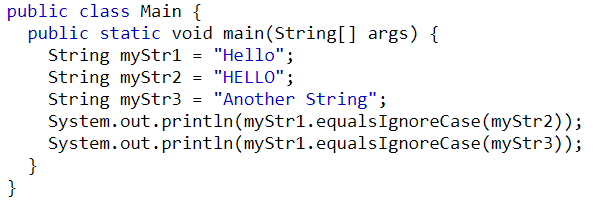 public class Main {
  public static void main(String[] args) {
    String myStr1 = "Hello";
    String myStr2 = "HELLO";
    String myStr3 = "Another String";
    System.out.println(myStr1.equalsIgnoreCase(myStr2));
    System.out.println(myStr1.equalsIgnoreCase(myStr3));
  }
}